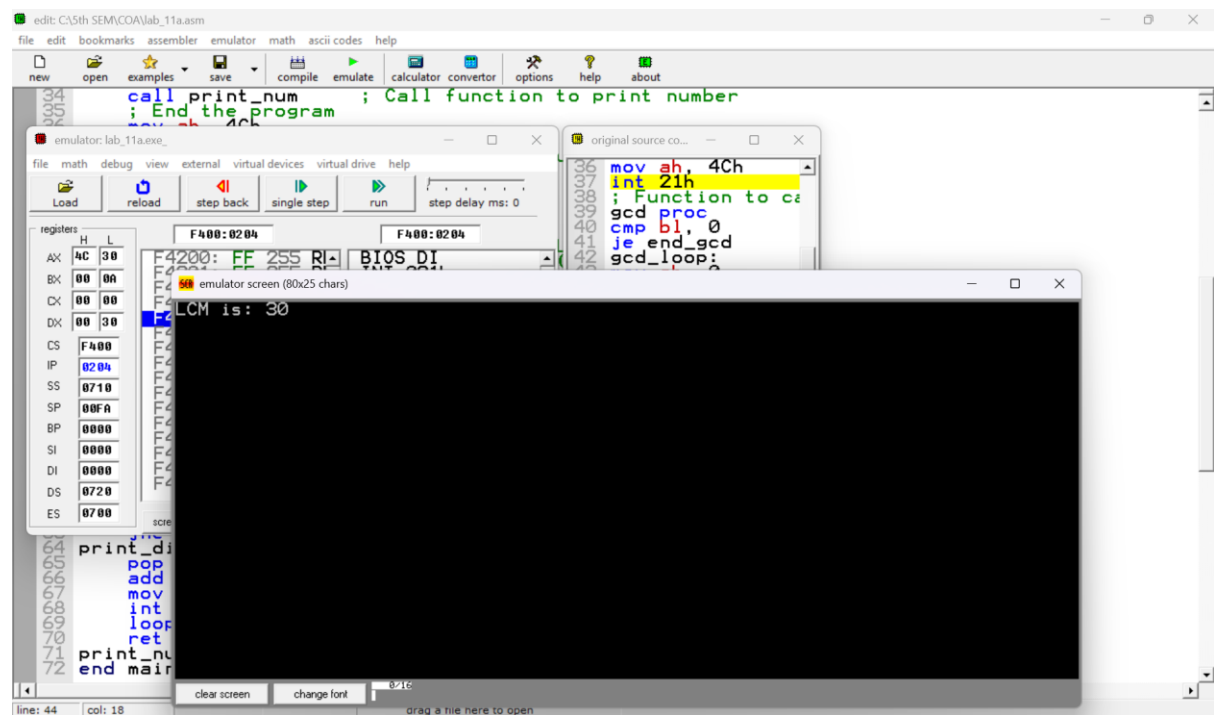 edit: C:\5th SEM\COA\lab_11a.asm
file edit bookmarks assembler emulator math ascii codes help
new open examples save compile emulate calculator convertor options help about
34 call print_num ; Call function to print number
35 ; End the program
36 mov ah, 4Ch
emulator: lab_11a.exe_
file math debug view external virtual devices virtual drive help
Load reload step back single step run step delay ms: 0
registers F400:0204 F400:0204
H L
AX 4C 30
BX 00 0A
CX 00 00
DX 00 30
CS F400
IP 0204
SS 0710
SP 00FA
BP 0000
SI 0000
DI 0000
DS 0720
ES 0700
F4200: FF 255 BIOS DI
original source co...
36 mov ah, 4Ch
37 int 21h
38 ; Function to ca
39 gcd proc
40 cmp bl, 0
41 je end_gcd
42 gcd_loop:
emulator screen (80x25 chars)
LCM is: 30
clear screen change font 0/16
64 print_di
65 pop
66 add
67 mov
68 int
69 loop
70 ret
71 print_nu
72 end main
line: 44 col: 18 drag a file here to open